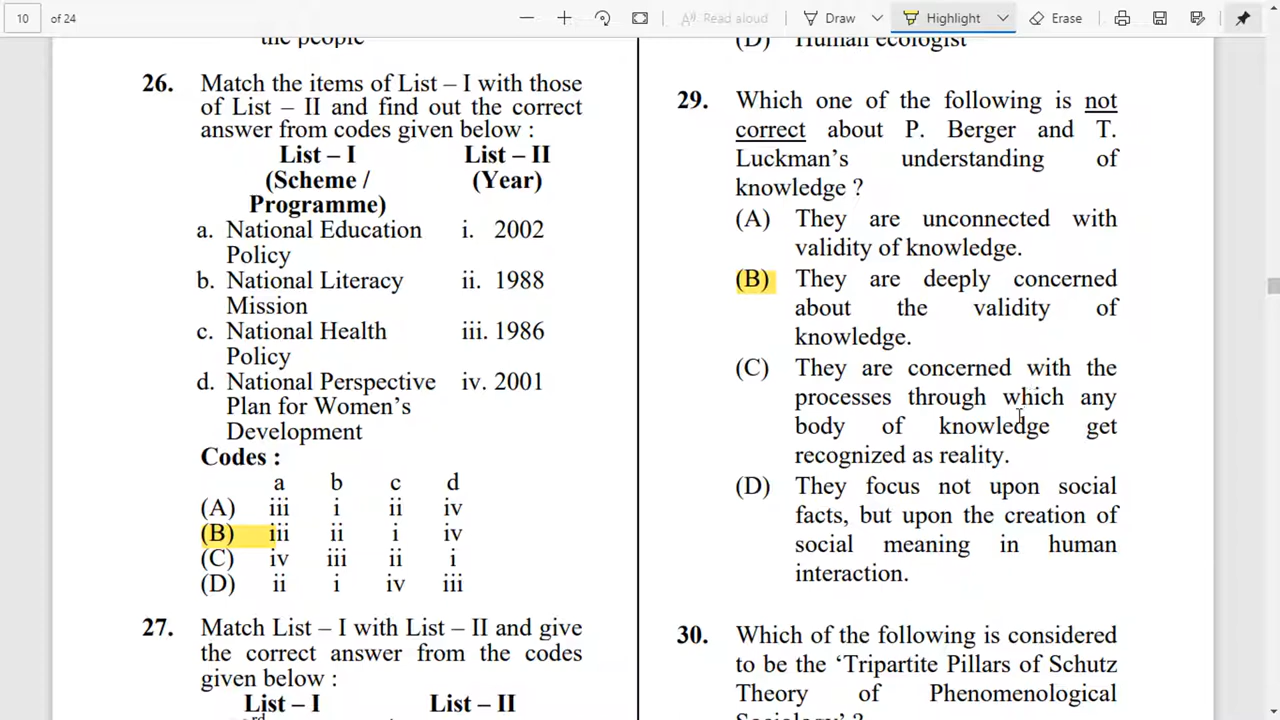 10 of 24 Read aloud Draw Highlight Erase
the people
26. Match the items of List – I with those
of List – II and find out the correct
answer from codes given below :
List – I List – II
(Scheme / (Year)
Programme)
a. National Education i. 2002
Policy
b. National Literacy ii. 1988
Mission
c. National Health iii. 1986
Policy
d. National Perspective iv. 2001
Plan for Women’s
Development
Codes :
a b c d
(A) iii i ii iv
(B) iii ii i iv
(C) iv iii ii i
(D) ii i iv iii
27. Match List – I with List – II and give
the correct answer from the codes
given below :
List – I List – II
rd
(D) Human ecologist
29. Which one of the following is not
correct about P. Berger and T.
Luckman’s understanding of
knowledge ?
(A) They are unconnected with
validity of knowledge.
(B) They are deeply concerned
about the validity of
knowledge.
(C) They are concerned with the
processes through which any
body of knowledge get
recognized as reality.
(D) They focus not upon social
facts, but upon the creation of
social meaning in human
interaction.
30. Which of the following is considered
to be the ‘Tripartite Pillars of Schutz
Theory of Phenomenological
Sociology’ ?